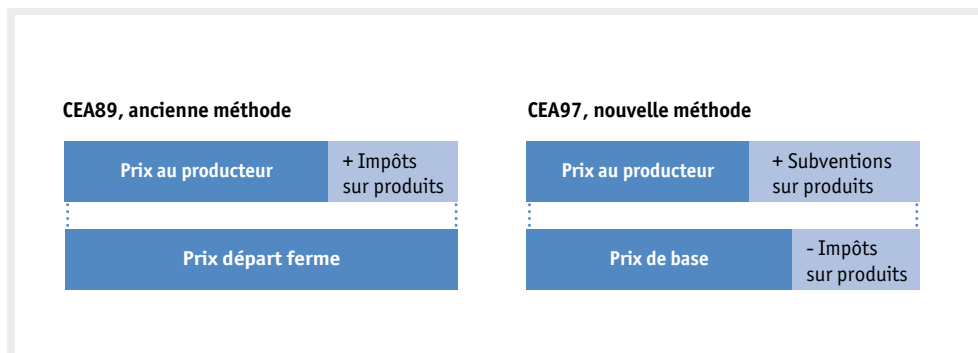 CEA89, ancienne méthode
Prix au producteur
+ Impôts
sur produits
Prix départ ferme
CEA97, nouvelle méthode
Prix au producteur
+ Subventions
sur produits
Prix de base
- Impôts
sur produits